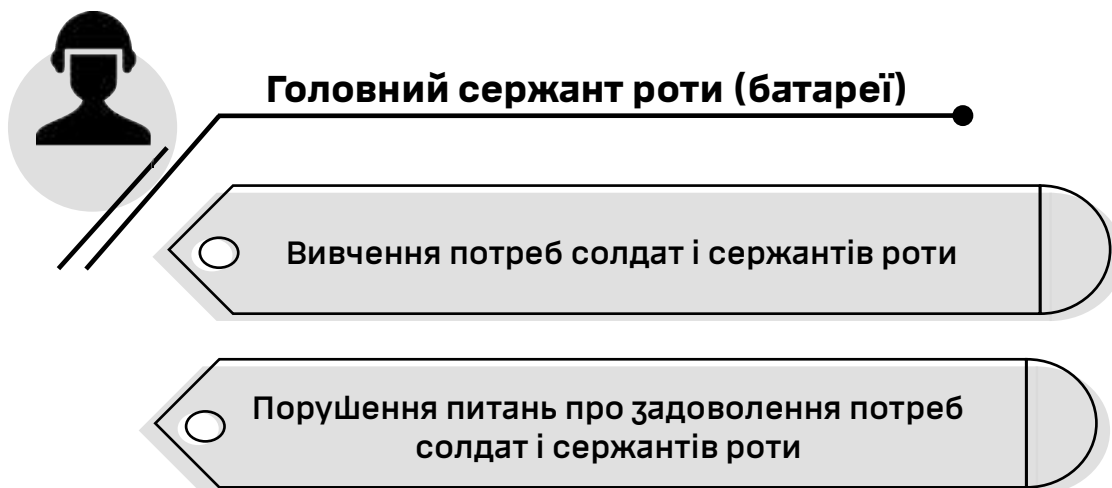 Головний сержант роти (батареї)
Вивчення потреб солдат і сержантів роти
Порушення питань про задоволення потреб
солдат і сержантів роти